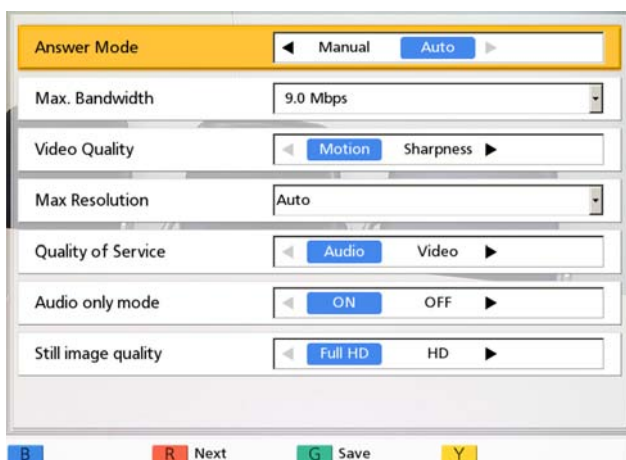 Answer Mode Manual Auto
Max. Bandwidth 9.0 Mbps
Video Quality Motion Sharpness
Max Resolution Auto
Quality of Service Audio Video
Audio only mode ON OFF
Still image quality Full HD HD
B R Next G Save Y